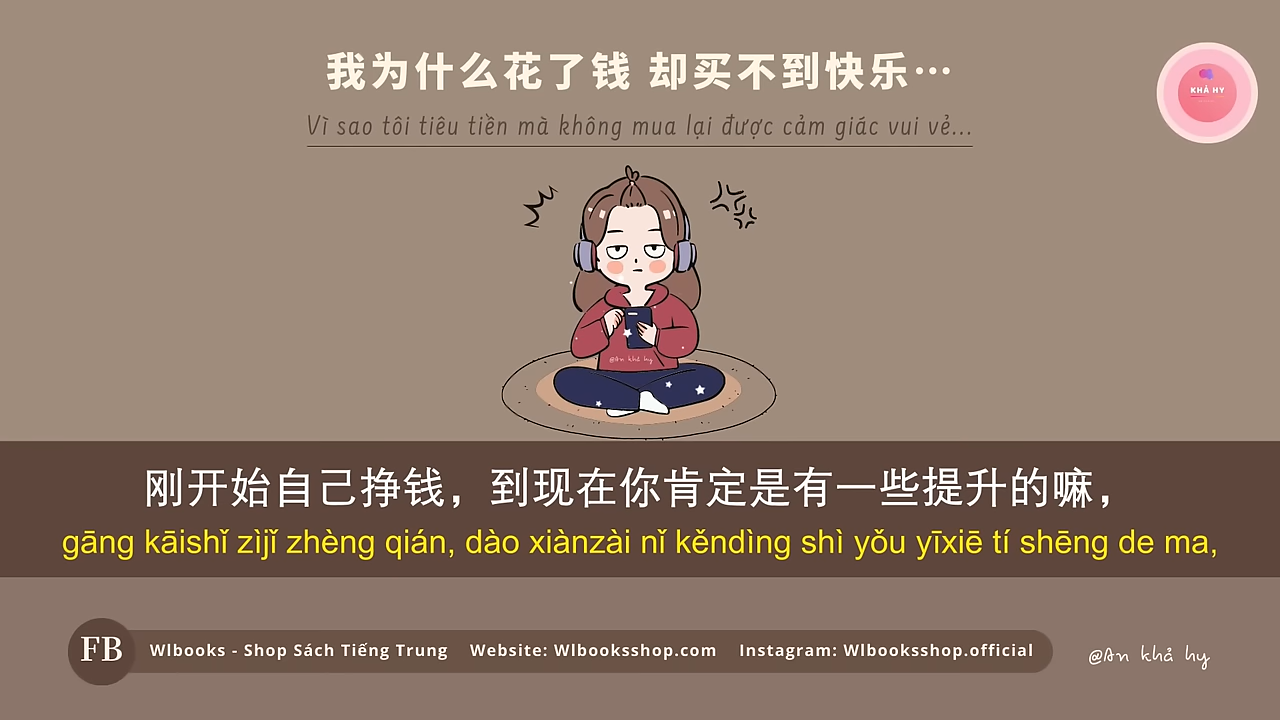 我为什么花了钱 却买不到快乐…
Vì sao tôi tiêu tiền mà không mua lại được cảm giác vui vẻ...
KHẢ HY
@An khả hy
刚开始自己挣钱，到现在你肯定是有一些提升的嘛，
gāng kāishǐ zìjǐ zhèng qián, dào xiànzài nǐ kěndìng shì yǒu yīxiē tí shēng de ma,
FB Wlbooks - Shop Sách Tiếng Trung Website: Wlbooksshop.com Instagram: Wlbooksshop.official
@An khả hy